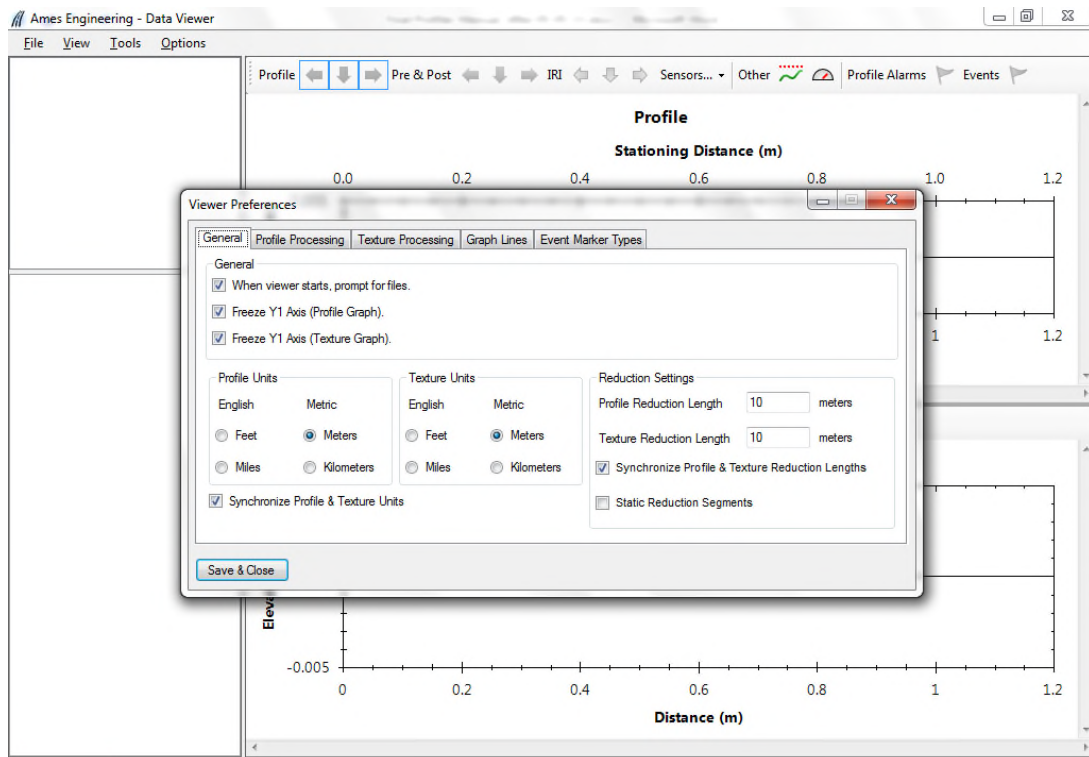 Ames Engineering - Data Viewer
File View Tools Options
Profile Pre & Post IRI Sensors... Other Profile Alarms Events
Profile
Stationing Distance (m)
0.0 0.2 0.4 0.6 0.8 1.0 1.2
Viewer Preferences
General Profile Processing Texture Processing Graph Lines Event Marker Types
General
When viewer starts, prompt for files.
Freeze Y1 Axis (Profile Graph).
Freeze Y1 Axis (Texture Graph).
1 1.2
Profile Units Texture Units Reduction Settings
English Metric English Metric Profile Reduction Length 10 meters
Feet Meters Feet Meters Texture Reduction Length 10 meters
Miles Kilometers Miles Kilometers Synchronize Profile & Texture Reduction Lengths
Synchronize Profile & Texture Units Static Reduction Segments
Save & Close
-0.005
0 0.2 0.4 0.6 0.8 1 1.2
Distance (m)